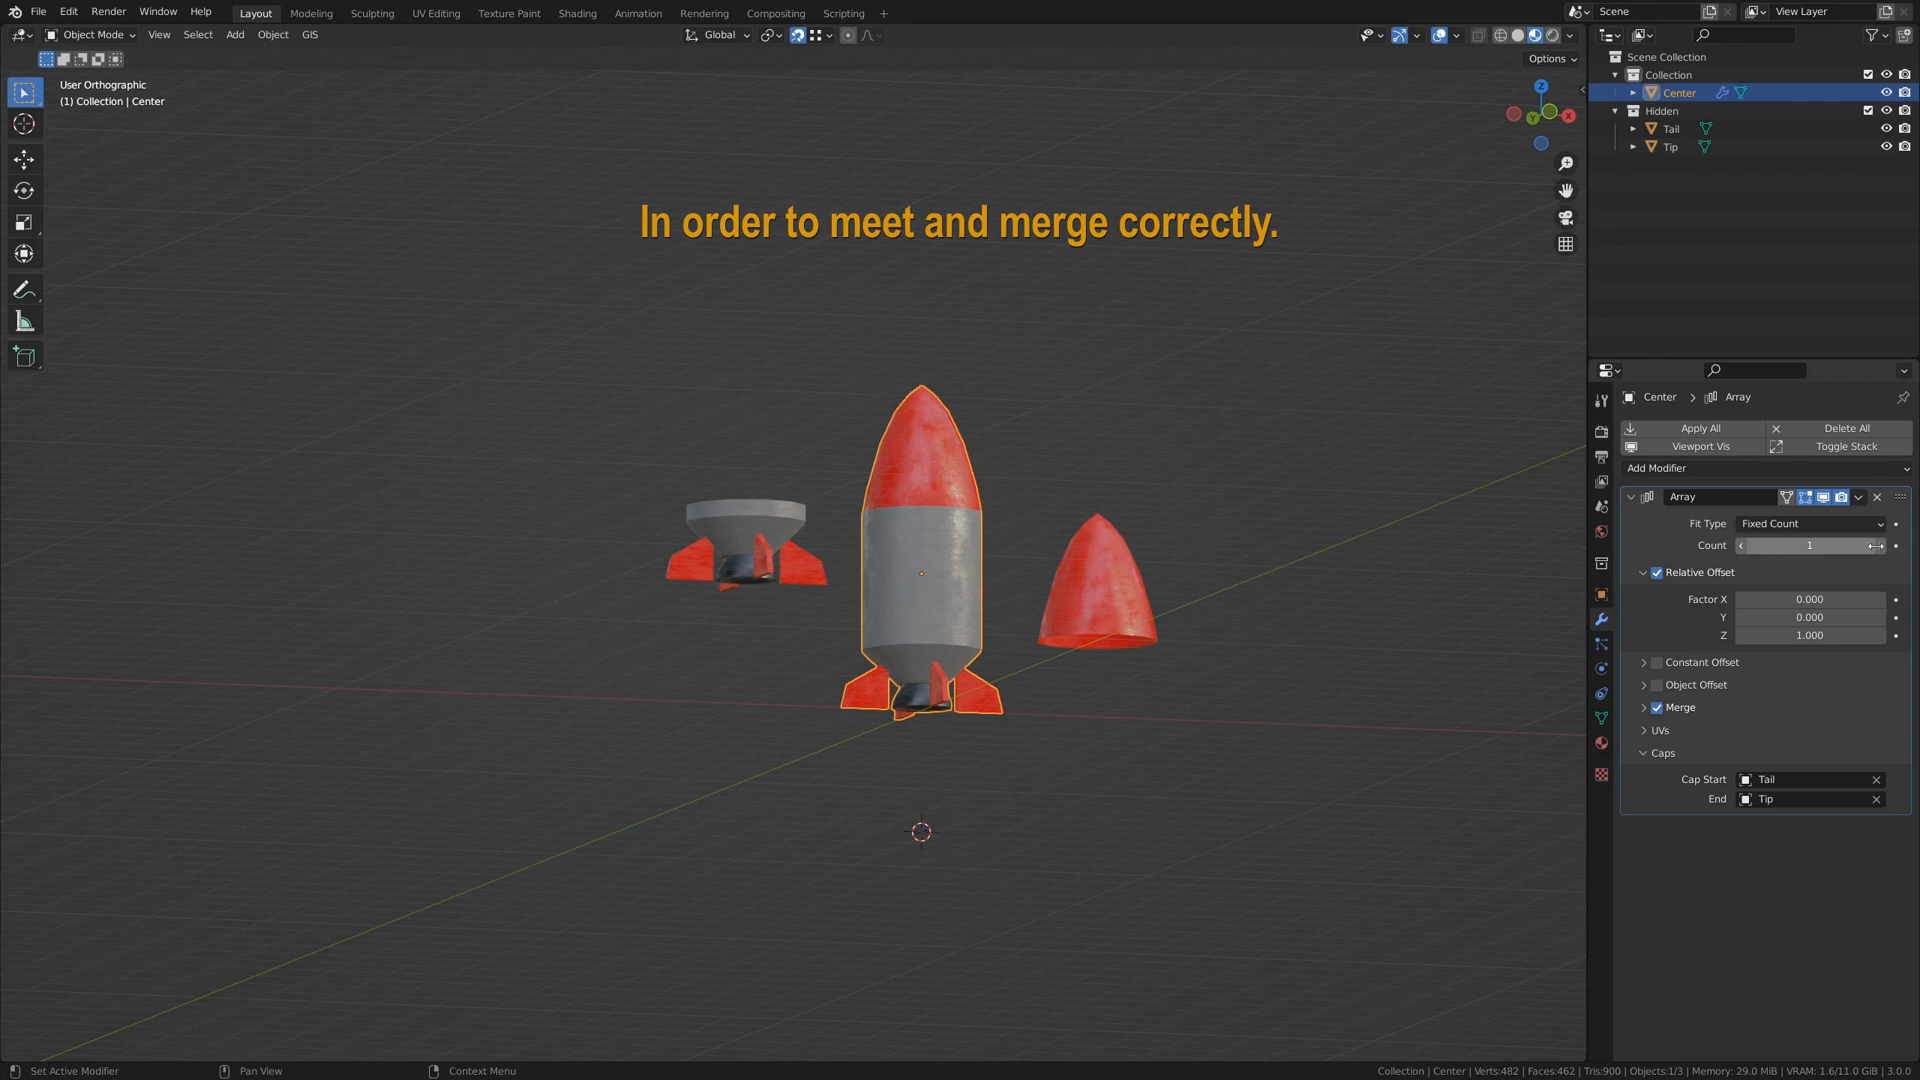 File Edit Render Window Help Layout Modeling Sculpting UV Editing Texture Paint Shading Animation Rendering Compositing Scripting + Scene View Layer
Object Mode View Select Add Object GIS Global
Options
User Orthographic
(1) Collection | Center
Z
Y
X
In order to meet and merge correctly.
Scene Collection
Collection
Center
Hidden
Tail
Tip
Center > Array
Apply All Delete All
Viewport Vis Toggle Stack
Add Modifier
Array
Fit Type Fixed Count
Count 1
Relative Offset
Factor X 0.000
Y 0.000
Z 1.000
Constant Offset
Object Offset
Merge
UVs
Caps
Cap Start Tail
End Tip
Set Active Modifier Pan View Context Menu Collection | Center | Verts:482 | Faces:462 | Tris:900 | Objects:1/3 | Memory: 29.0 MiB | VRAM: 1.6/11.0 GiB | 3.0.0